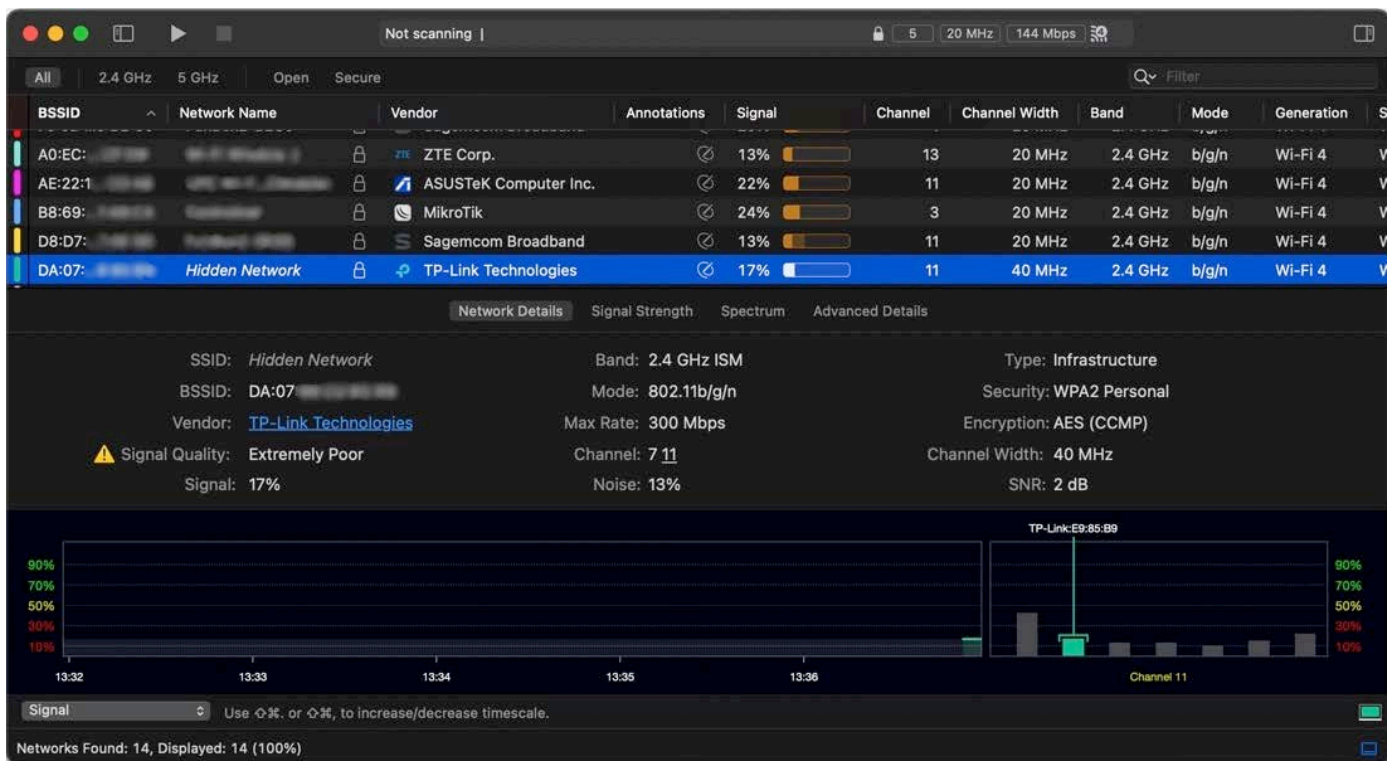 Not scanning 5 20 MHz 144 Mbps
All 2.4 GHz 5 GHz Open Secure Filter
BSSID Network Name Vendor Annotations Signal Channel Channel Width Band Mode Generation S
A0:EC: ZTE ZTE Corp. 13% 13 20 MHz 2.4 GHz b/g/n Wi-Fi 4 W
AE:22:1 ASUSTeK Computer Inc. 22% 11 20 MHz 2.4 GHz b/g/n Wi-Fi 4 W
B8:69: MikroTik 24% 3 20 MHz 2.4 GHz b/g/n Wi-Fi 4 W
D8:D7: Sagemcom Broadband 13% 11 20 MHz 2.4 GHz b/g/n Wi-Fi 4 W
DA:07: Hidden Network TP-Link Technologies 17% 11 40 MHz 2.4 GHz b/g/n Wi-Fi 4 W
Network Details Signal Strength Spectrum Advanced Details
SSID: Hidden Network Band: 2.4 GHz ISM Type: Infrastructure
BSSID: DA:07 Mode: 802.11b/g/n Security: WPA2 Personal
Vendor: TP-Link Technologies Max Rate: 300 Mbps Encryption: AES (CCMP)
Signal Quality: Extremely Poor Channel: 7 11 Channel Width: 40 MHz
Signal: 17% Noise: 13% SNR: 2 dB
TP-Link:E9:85:B9
90% 90%
70% 70%
50% 50%
30% 30%
10% 10%
13:32 13:33 13:34 13:35 13:36 Channel 11
Signal Use ⇧⌘. or ⇧⌘, to increase/decrease timescale.
Networks Found: 14, Displayed: 14 (100%)